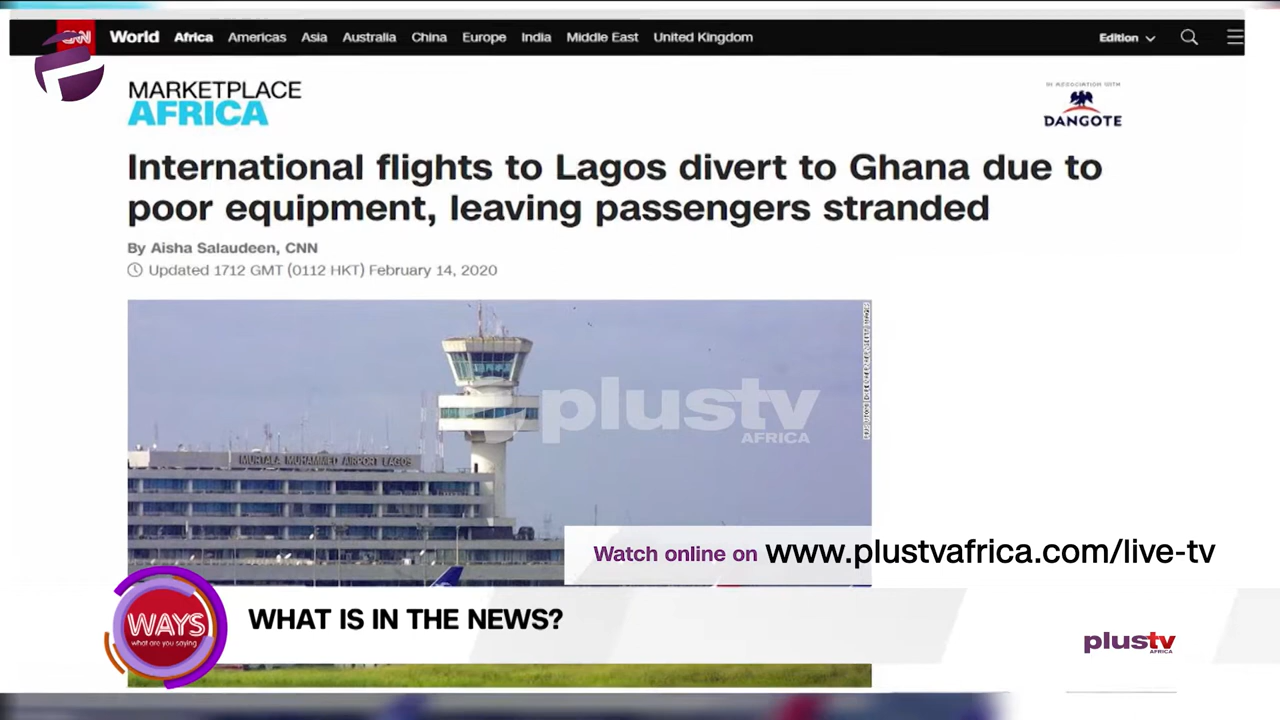 CNN World Africa Americas Asia Australia China Europe India Middle East United Kingdom Edition
MARKETPLACE
AFRICA
IN ASSOCIATION WITH
DANGOTE
International flights to Lagos divert to Ghana due to
poor equipment, leaving passengers stranded
By Aisha Salaudeen, CNN
Updated 1712 GMT (0112 HKT) February 14, 2020
plustv
AFRICA
MURTALA MUHAMMED AIRPORT LAGOS
Watch online on www.plustvafrica.com/live-tv
WAYS
what are you saying
WHAT IS IN THE NEWS?
plustv
AFRICA